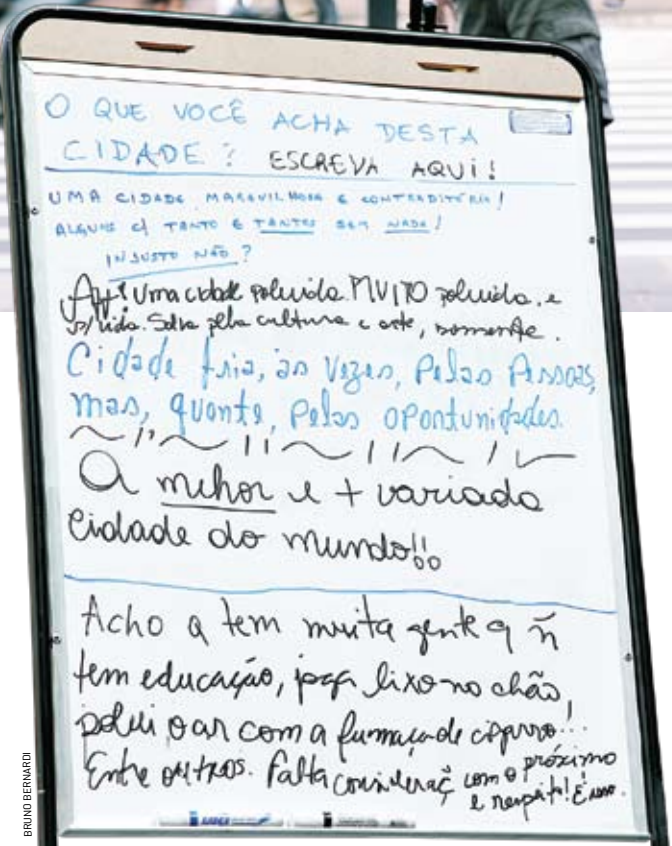 O QUE VOCÊ ACHA DESTA
CIDADE? ESCREVA AQUI!
UMA CIDADE MARAVILHOSA E CONTRADITÓRIA!
ALGUNS C/ TANTO E TANTOS SEM NADA!
INJUSTO NÃO?
Uma cidade poluída. MUITO poluída. e
Salva pela cultura e arte, somente.
Cidade fria, às vezes, pelas pessoas,
mas, quente, pelas oportunidades.
A melhor e + variada
cidade do mundo!!
Acho q tem muita gente q ñ
tem educação, joga lixo no chão,
polui o ar com a fumaça de cigarro!...
Entre outros. Falta consideraç com o próximo
e respeito! É isso.
BRUNO BERNARDI